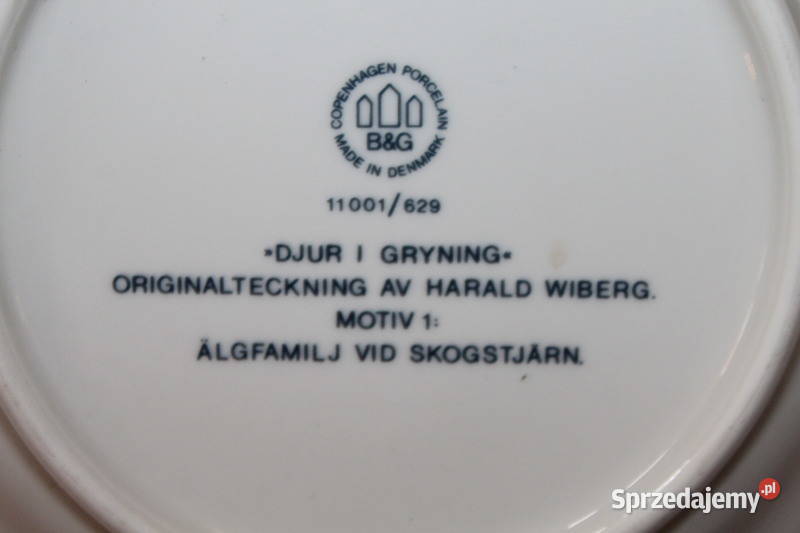 COPENHAGEN PORCELAIN
B&G
MADE IN DENMARK
11001/629
»DJUR I GRYNING«
ORIGINALTECKNING AV HARALD WIBERG.
MOTIV 1:
ÄLGFAMILJ VID SKOGSTJÄRN.
Sprzedajemy.pl